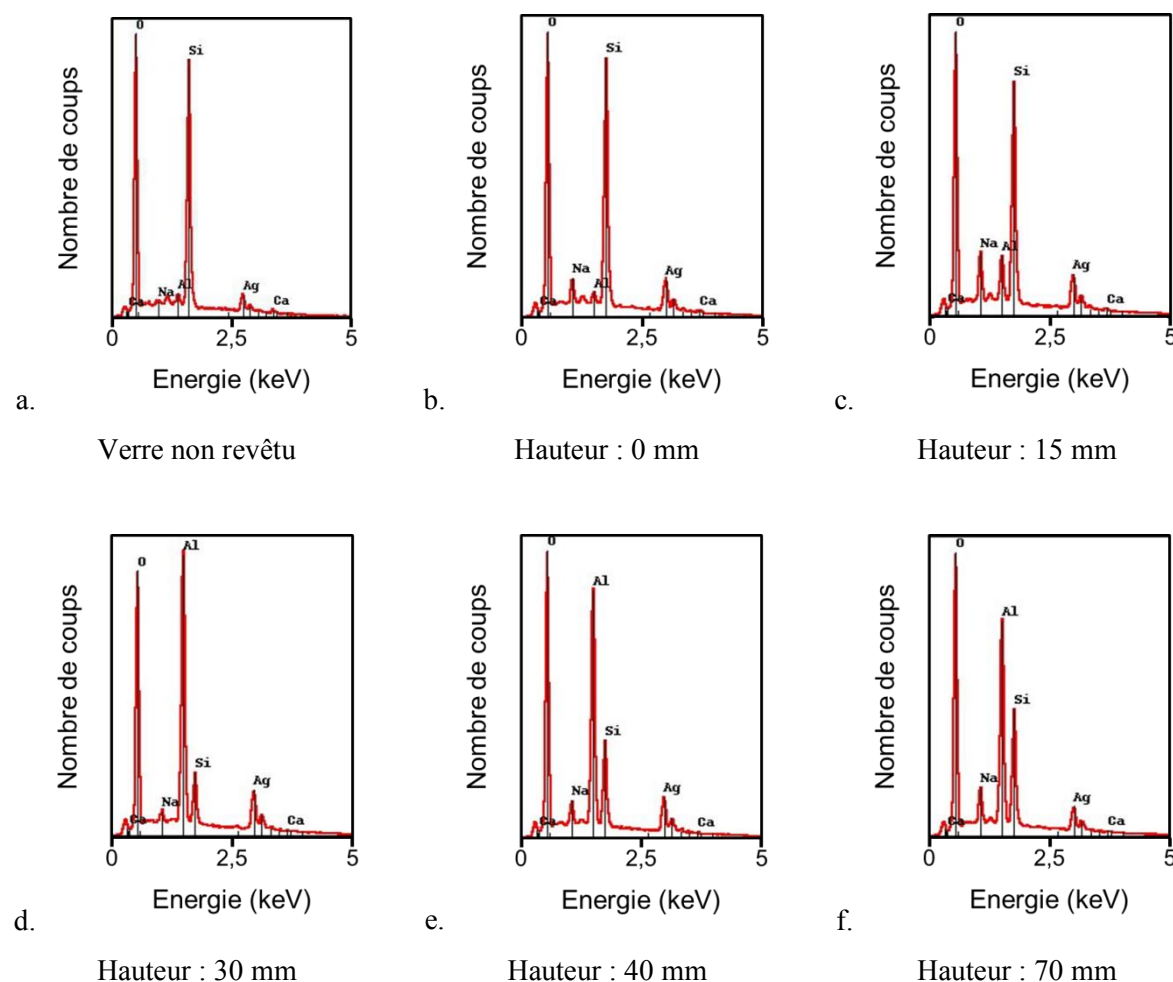 O
Si
Ca
Na
Al
Ag
Ca
Nombre de coups
0 2,5 5
Energie (keV)
a.
Verre non revêtu
O
Si
Ca
Na
Al
Ag
Ca
Nombre de coups
0 2,5 5
Energie (keV)
b.
Hauteur : 0 mm
O
Si
Ca
Na
Al
Ag
Ca
Nombre de coups
0 2,5 5
Energie (keV)
c.
Hauteur : 15 mm
Al
O
Si
Ca
Na
Ag
Ca
Nombre de coups
0 2,5 5
Energie (keV)
d.
Hauteur : 30 mm
O
Al
Si
Ca
Na
Ag
Ca
Nombre de coups
0 2,5 5
Energie (keV)
e.
Hauteur : 40 mm
O
Al
Si
Ca
Na
Ag
Ca
Nombre de coups
0 2,5 5
Energie (keV)
f.
Hauteur : 70 mm